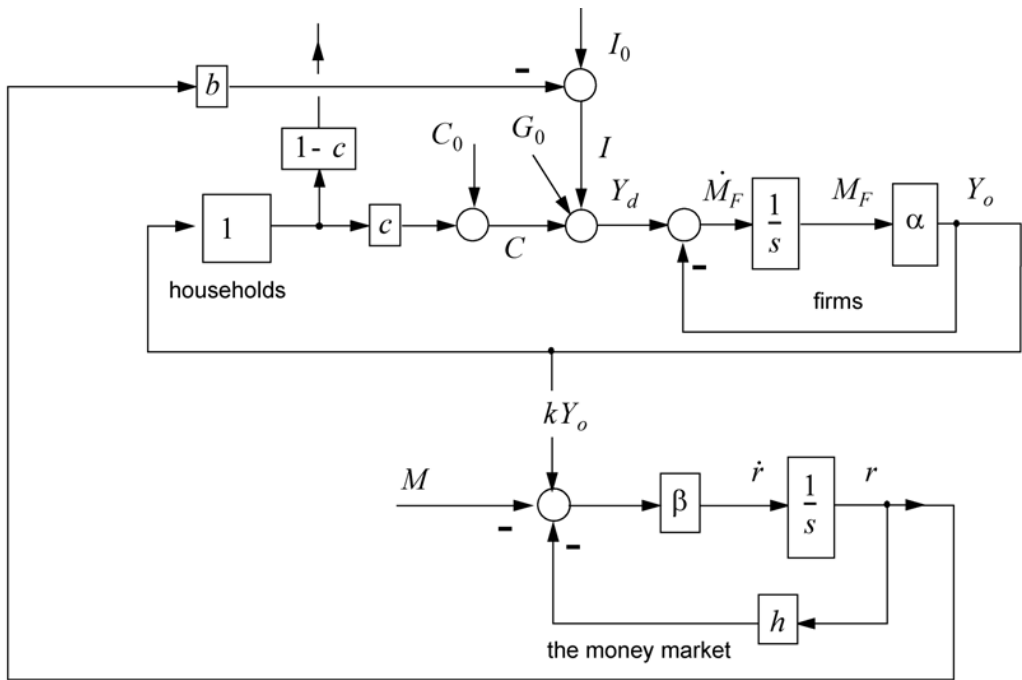 I₀
b
-
1- c
C₀
G₀
I
Y_d
Ṁ_F
M_F
Y_o
1
c
C
-
1/s
α
households
firms
kY_o
M
-
-
β
ṙ
1/s
r
h
the money market